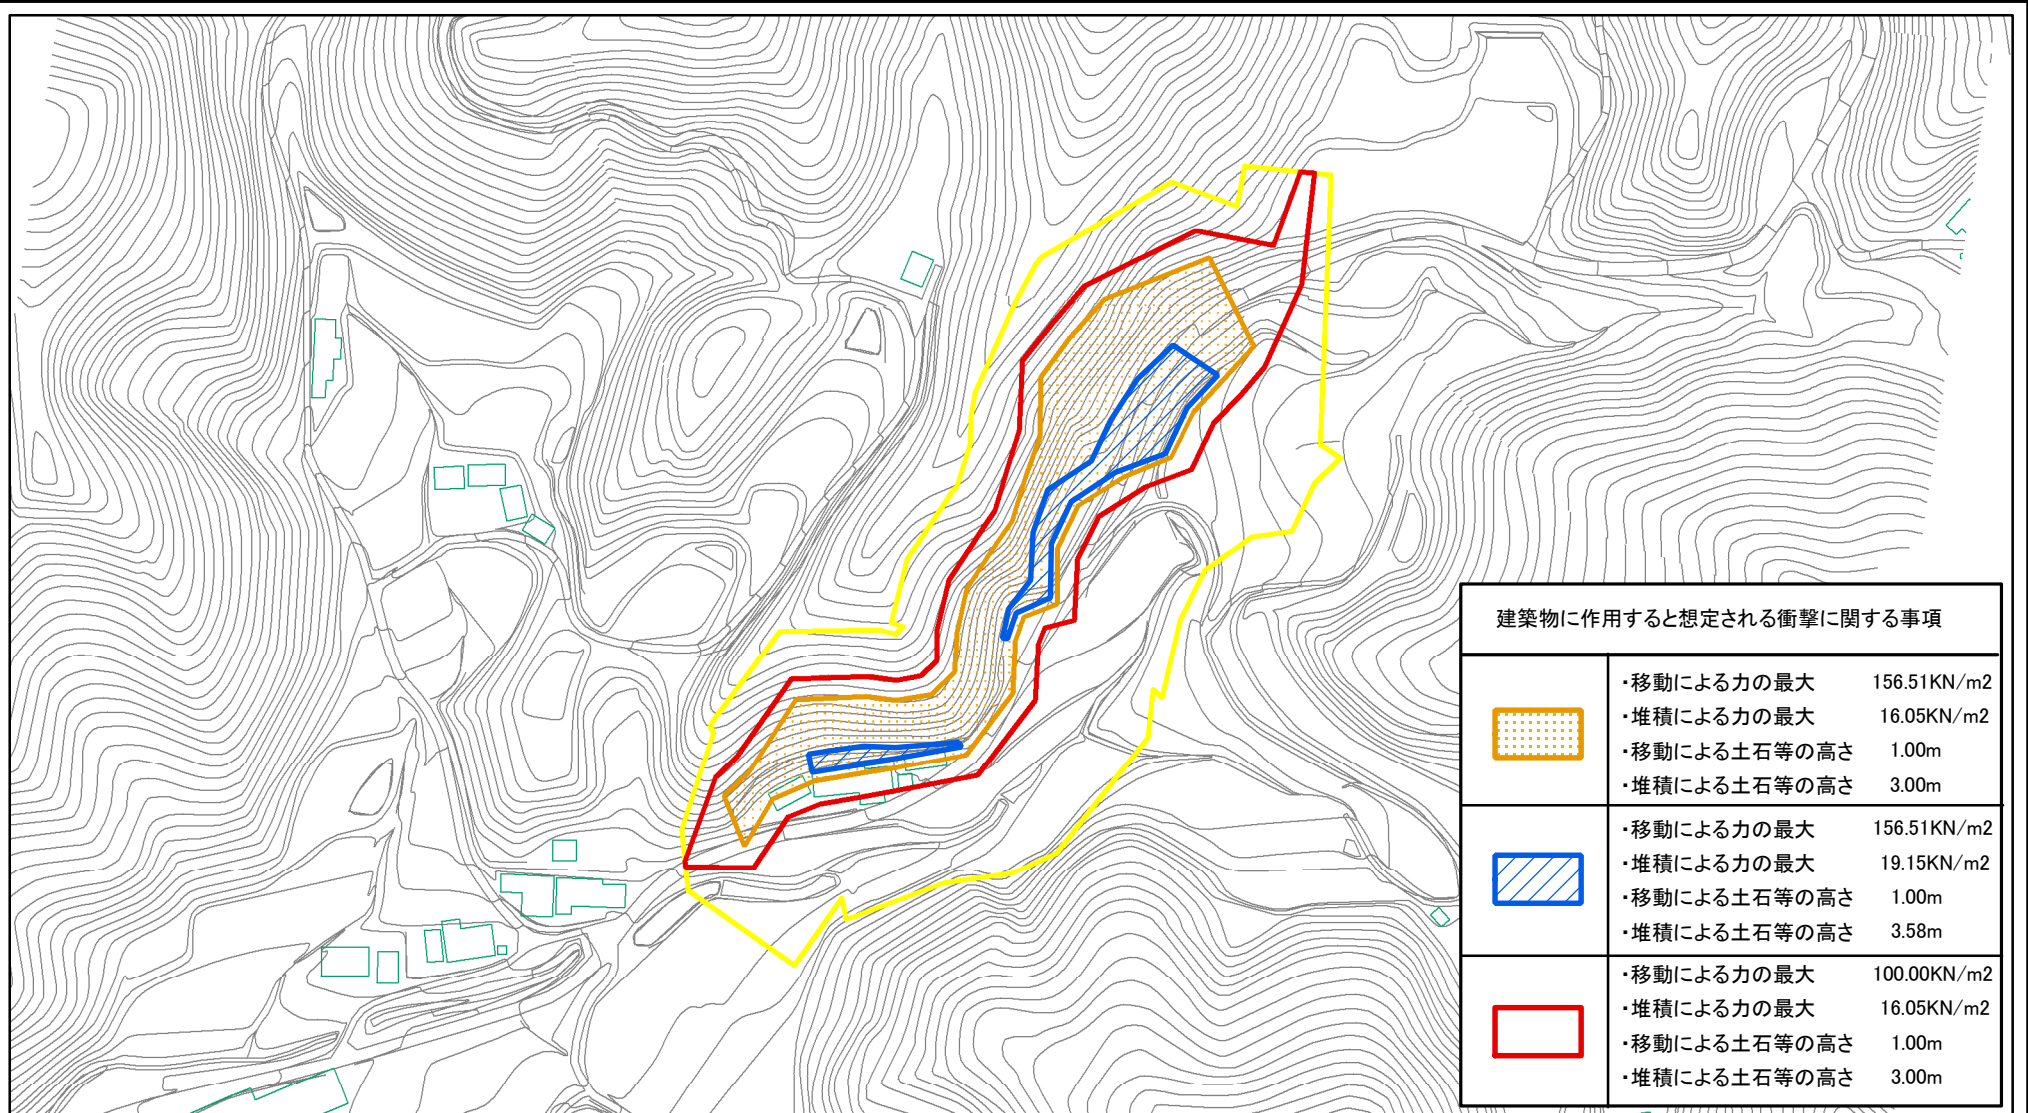 建築物に作用すると想定される衝撃に関する事項
・移動による力の最大 156.51KN/m2
・堆積による力の最大 16.05KN/m2
・移動による土石等の高さ 1.00m
・堆積による土石等の高さ 3.00m
・移動による力の最大 156.51KN/m2
・堆積による力の最大 19.15KN/m2
・移動による土石等の高さ 1.00m
・堆積による土石等の高さ 3.58m
・移動による力の最大 100.00KN/m2
・堆積による力の最大 16.05KN/m2
・移動による土石等の高さ 1.00m
・堆積による土石等の高さ 3.00m